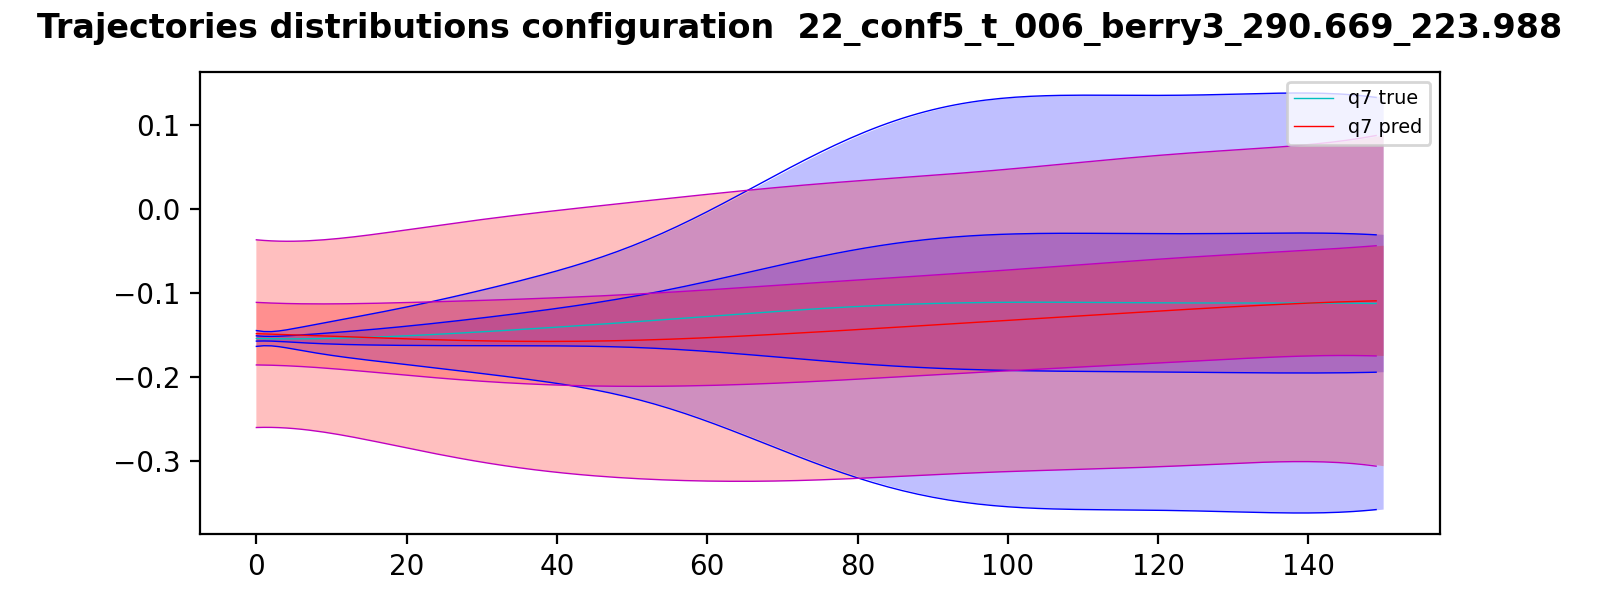 Trajectories distributions configuration  22_conf5_t_006_berry3_290.669_223.988
q7 true
q7 pred
0.1
0.0
−0.1
−0.2
−0.3
0 20 40 60 80 100 120 140